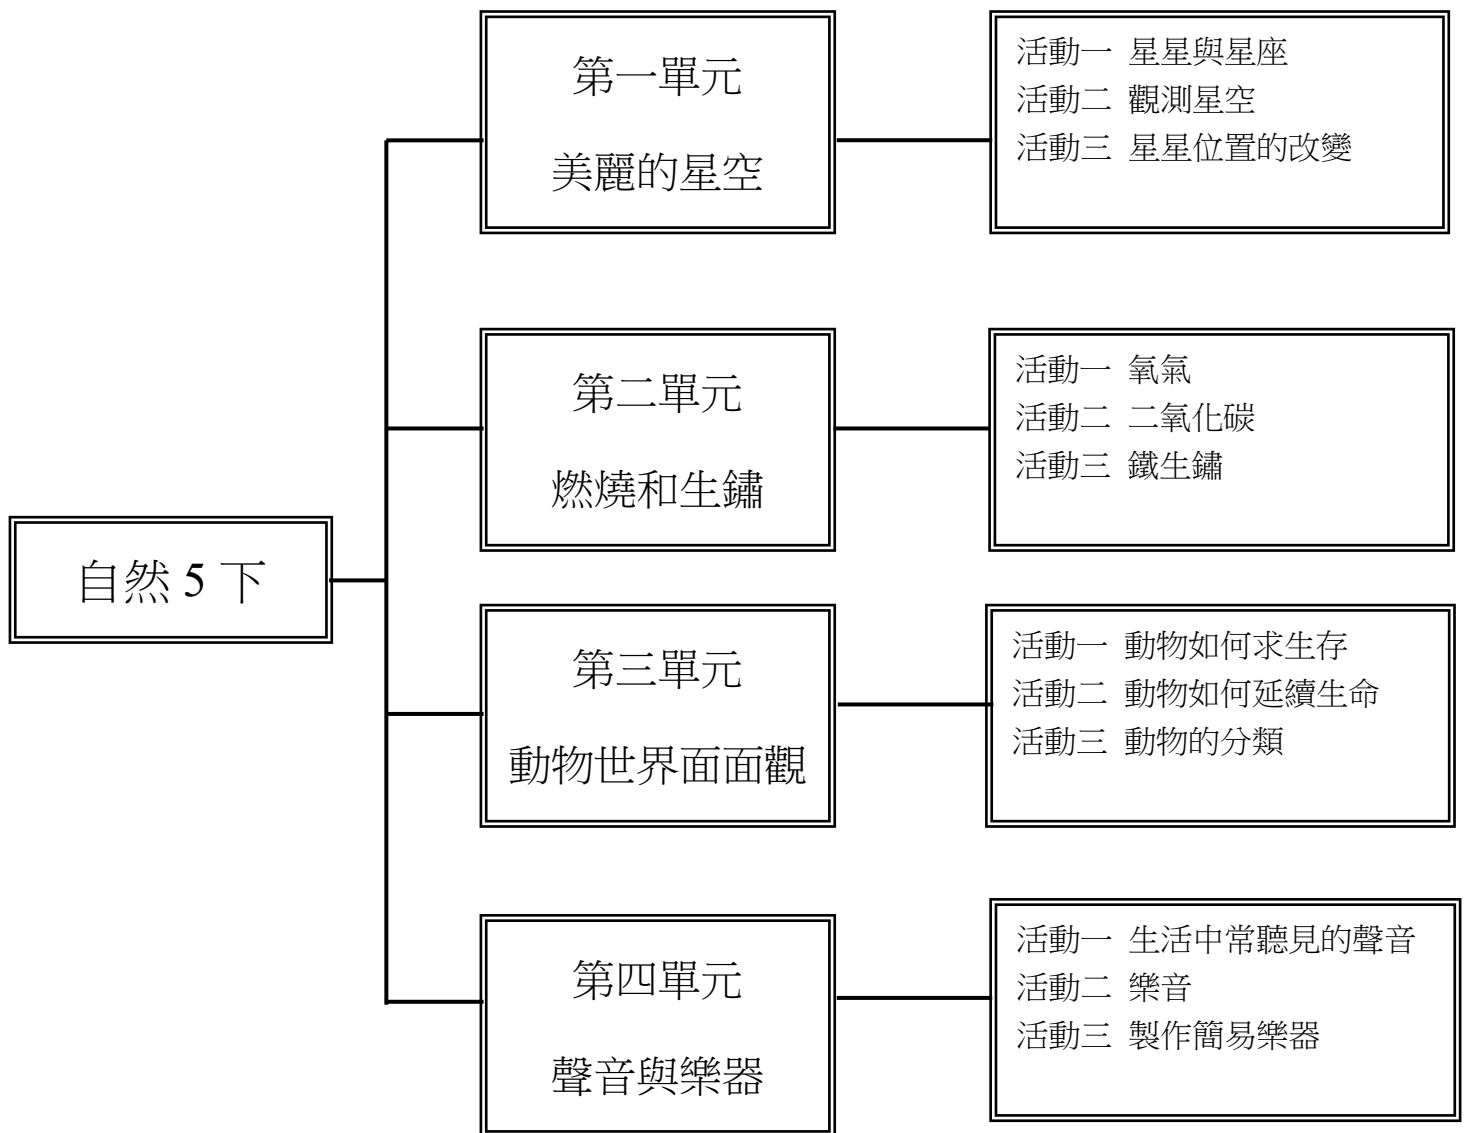 自然 5 下
第一單元
美麗的星空
活動一 星星與星座
活動二 觀測星空
活動三 星星位置的改變
第二單元
燃燒和生鏽
活動一 氧氣
活動二 二氧化碳
活動三 鐵生鏽
第三單元
動物世界面面觀
活動一 動物如何求生存
活動二 動物如何延續生命
活動三 動物的分類
第四單元
聲音與樂器
活動一 生活中常聽見的聲音
活動二 樂音
活動三 製作簡易樂器